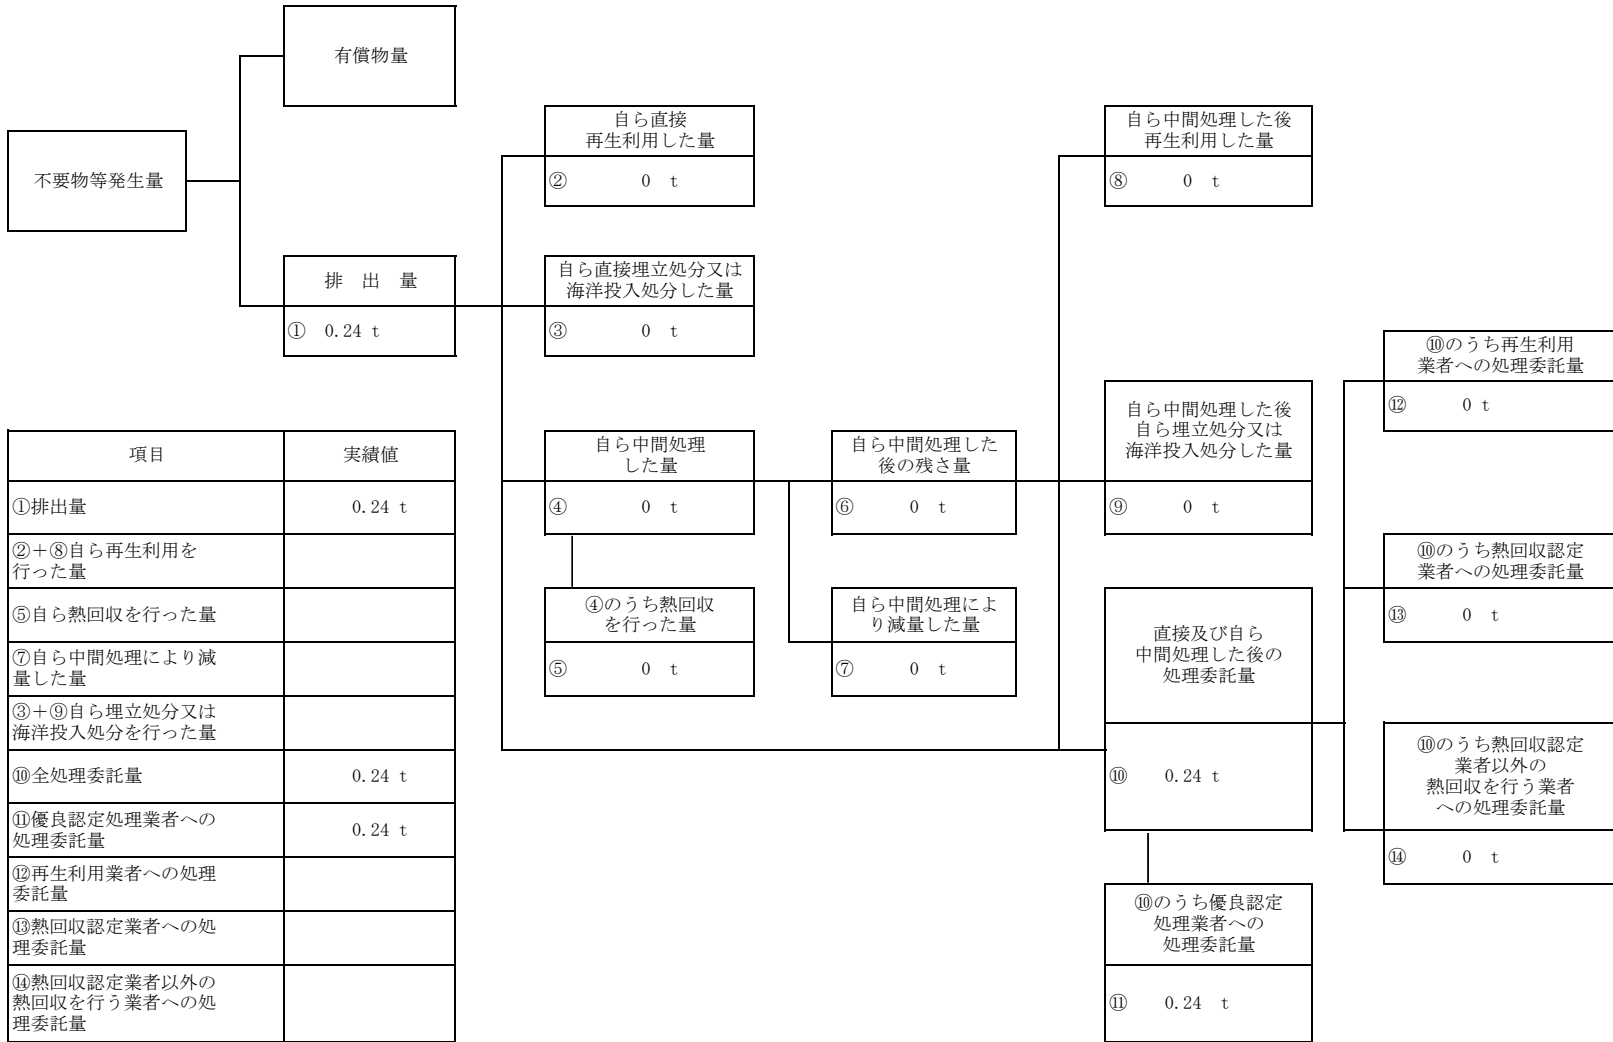 有償物量
不要物等発生量
排　出　量
① 0.24 t
自ら直接
再生利用した量
② 0 t
自ら直接埋立処分又は
海洋投入処分した量
③ 0 t
自ら中間処理
した量
④ 0 t
④のうち熱回収
を行った量
⑤ 0 t
自ら中間処理した
後の残さ量
⑥ 0 t
自ら中間処理によ
り減量した量
⑦ 0 t
自ら中間処理した後
再生利用した量
⑧ 0 t
自ら中間処理した後
自ら埋立処分又は
海洋投入処分した量
⑨ 0 t
直接及び自ら
中間処理した後の
処理委託量
⑩ 0.24 t
⑩のうち優良認定
処理業者への
処理委託量
⑪ 0.24 t
⑩のうち再生利用
業者への処理委託量
⑫ 0 t
⑩のうち熱回収認定
業者への処理委託量
⑬ 0 t
⑩のうち熱回収認定
業者以外の
熱回収を行う業者
への処理委託量
⑭ 0 t
項目 実績値
①排出量 0.24 t
②＋⑧自ら再生利用を
行った量
⑤自ら熱回収を行った量
⑦自ら中間処理により減
量した量
③＋⑨自ら埋立処分又は
海洋投入処分を行った量
⑩全処理委託量 0.24 t
⑪優良認定処理業者への
処理委託量 0.24 t
⑫再生利用業者への処理
委託量
⑬熱回収認定業者への処
理委託量
⑭熱回収認定業者以外の
熱回収を行う業者への処
理委託量